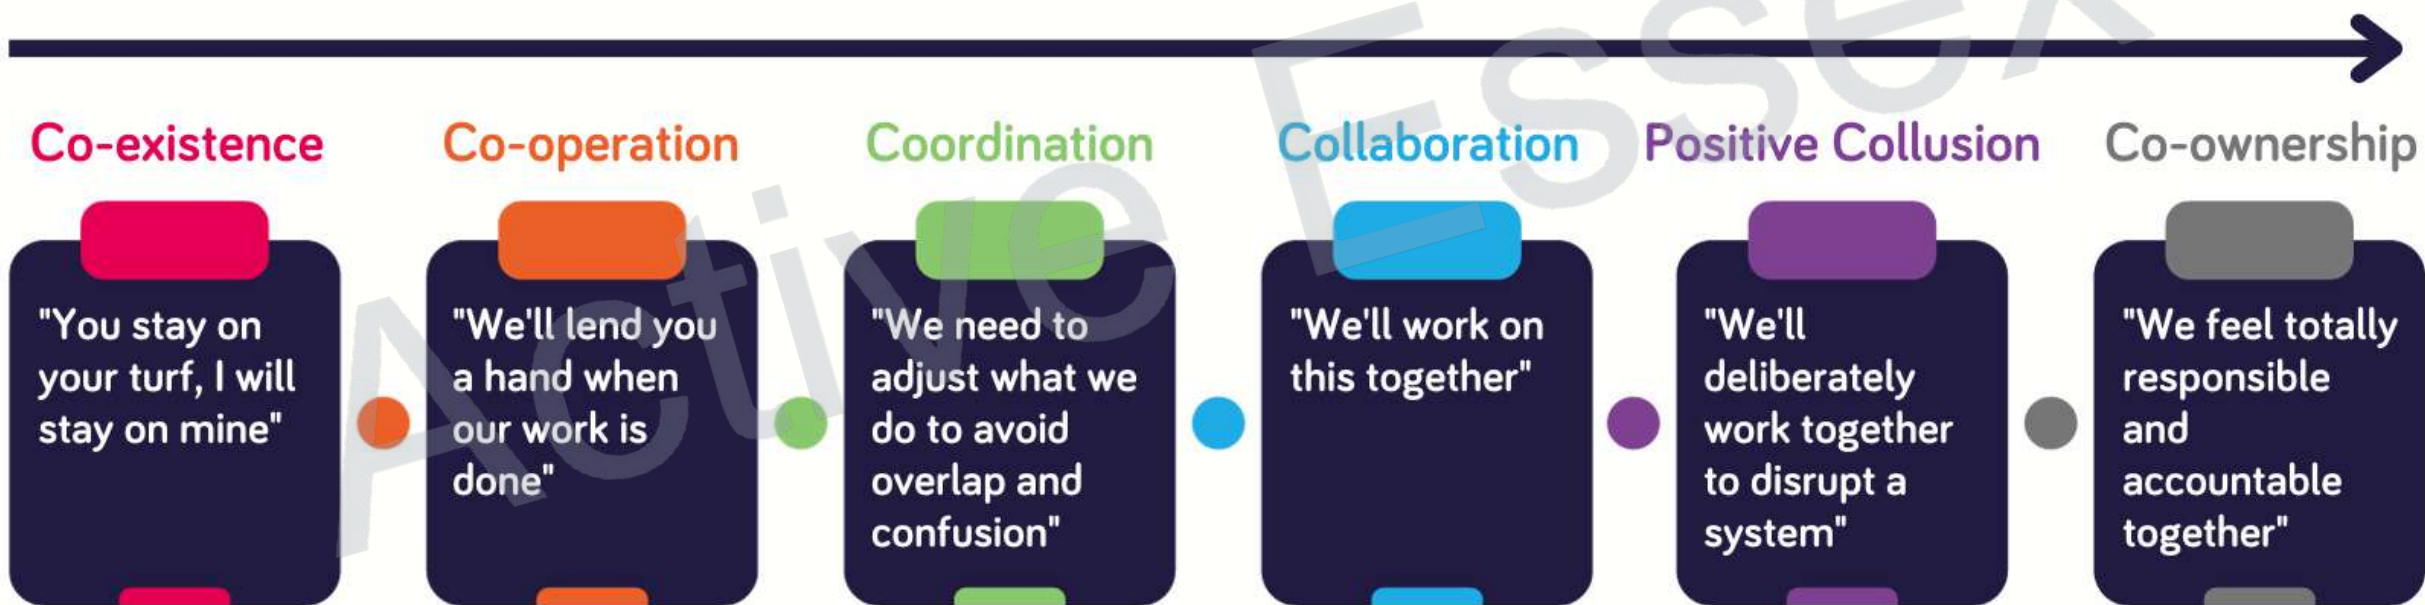 Co-existence
"You stay on
your turf, I will
stay on mine"
Co-operation
"We'll lend you
a hand when
our work is
done"
Coordination
"We need to
adjust what we
do to avoid
overlap and
confusion"
Collaboration
"We'll work on
this together"
Positive Collusion
"We'll
deliberately
work together
to disrupt a
system"
Co-ownership
"We feel totally
responsible
and
accountable
together"
Active Essex